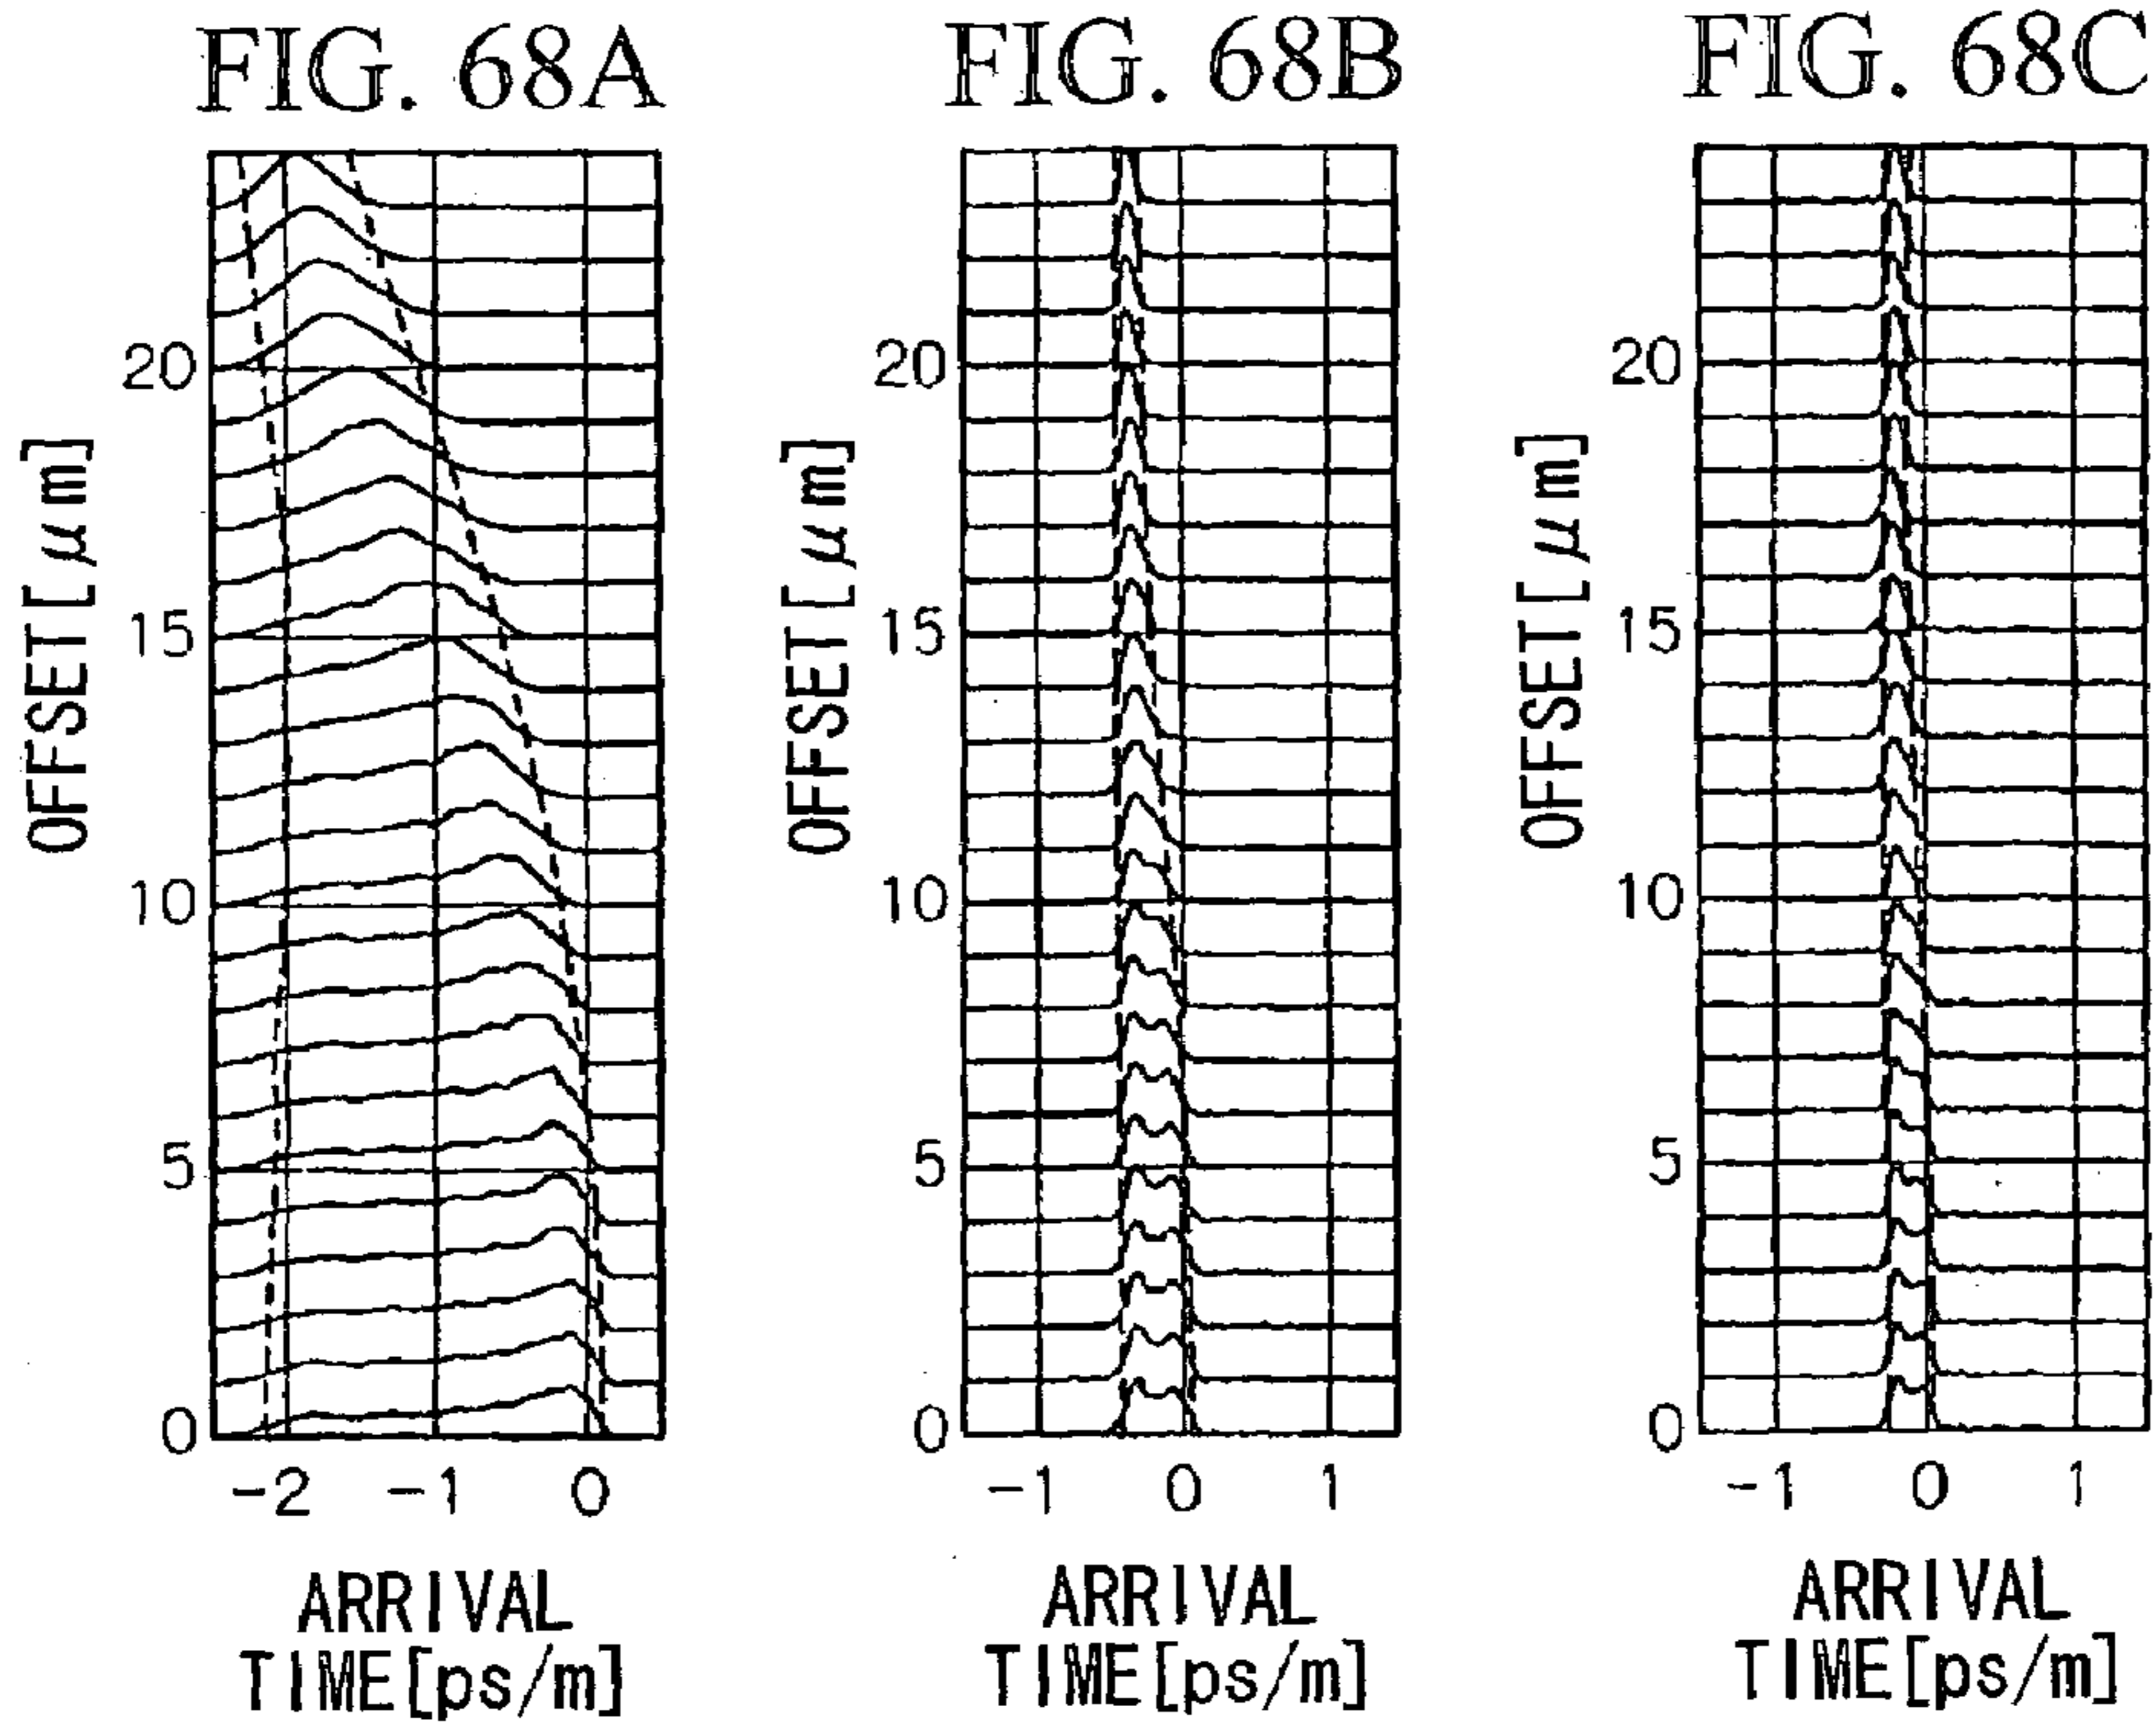 FIG. 68A
FIG. 68B
FIG. 68C
OFFSET[μm]
20
15
10
5
0
-2 -1 0
ARRIVAL
TIME[ps/m]
OFFSET[μm]
20
15
10
5
0
-1 0 1
ARRIVAL
TIME[ps/m]
OFFSET[μm]
20
15
10
5
0
-1 0 1
ARRIVAL
TIME[ps/m]